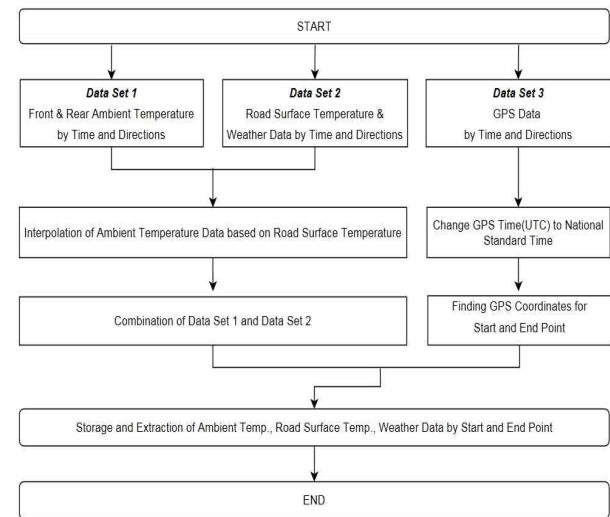 START
Data Set 1
Front & Rear Ambient Temperature
by Time and Directions
Data Set 2
Road Surface Temperature &
Weather Data by Time and Directions
Data Set 3
GPS Data
by Time and Directions
Interpolation of Ambient Temperature Data based on Road Surface Temperature
Change GPS Time(UTC) to National
Standard Time
Combination of Data Set 1 and Data Set 2
Finding GPS Coordinates for
Start and End Point
Storage and Extraction of Ambient Temp., Road Surface Temp., Weather Data by Start and End Point
END